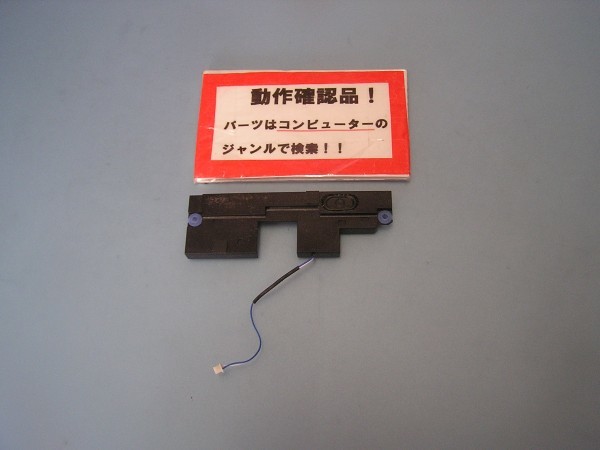 動作確認品！
パーツはコンピューターの
ジャンルで検索！！